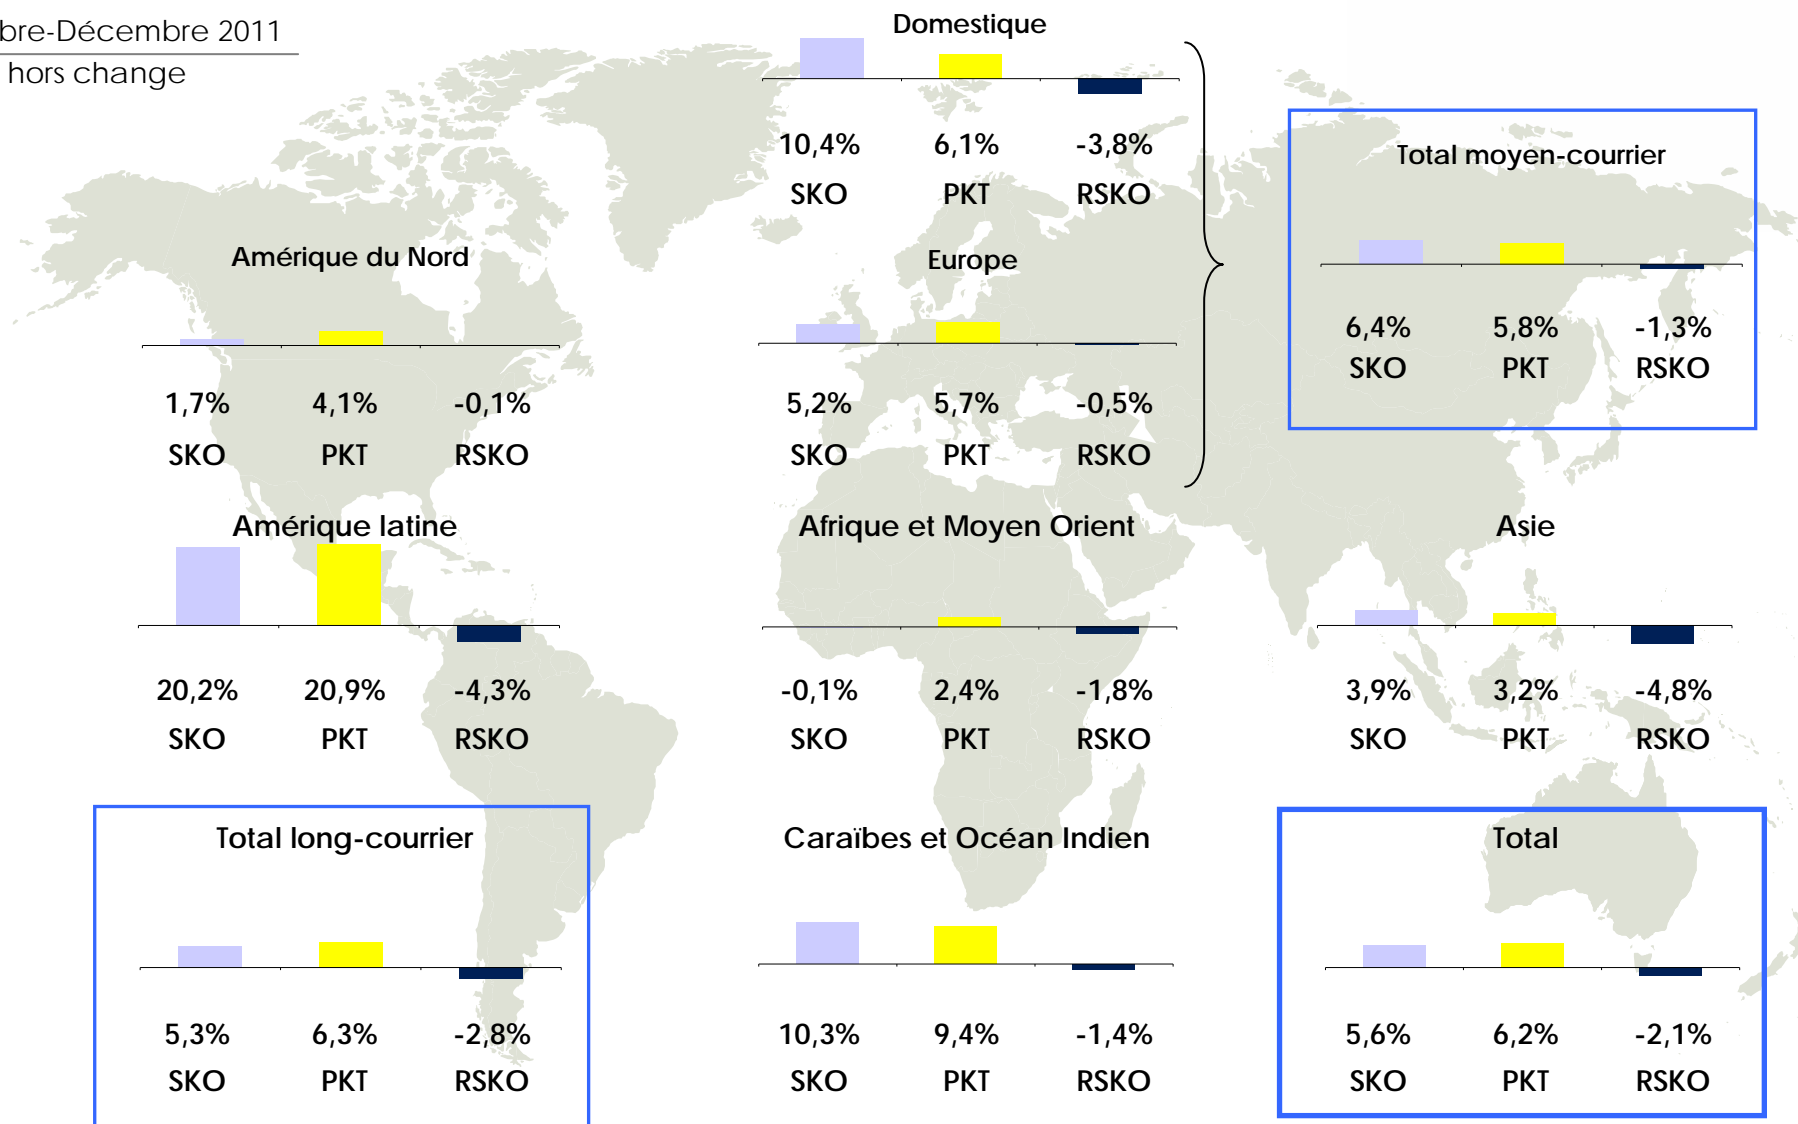 bre-Décembre 2011
hors change
Domestique
10,4% 6,1% -3,8%
SKO PKT RSKO
Total moyen-courrier
6,4% 5,8% -1,3%
SKO PKT RSKO
Amérique du Nord
1,7% 4,1% -0,1%
SKO PKT RSKO
Europe
5,2% 5,7% -0,5%
SKO PKT RSKO
Amérique latine
20,2% 20,9% -4,3%
SKO PKT RSKO
Afrique et Moyen Orient
-0,1% 2,4% -1,8%
SKO PKT RSKO
Asie
3,9% 3,2% -4,8%
SKO PKT RSKO
Total long-courrier
5,3% 6,3% -2,8%
SKO PKT RSKO
Caraïbes et Océan Indien
10,3% 9,4% -1,4%
SKO PKT RSKO
Total
5,6% 6,2% -2,1%
SKO PKT RSKO